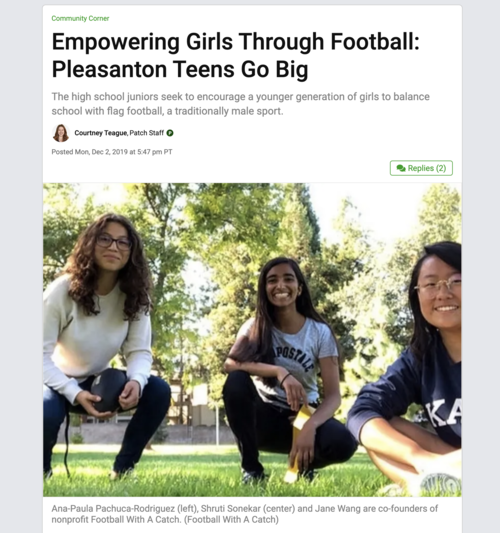 Community Corner
Empowering Girls Through Football:
Pleasanton Teens Go Big
The high school juniors seek to encourage a younger generation of girls to balance
school with flag football, a traditionally male sport.
Courtney Teague, Patch Staff
Posted Mon, Dec 2, 2019 at 5:47 pm PT
Replies (2)
KA
Ana-Paula Pachuca-Rodriguez (left), Shruti Sonekar (center) and Jane Wang are co-founders of
nonprofit Football With A Catch. (Football With A Catch)